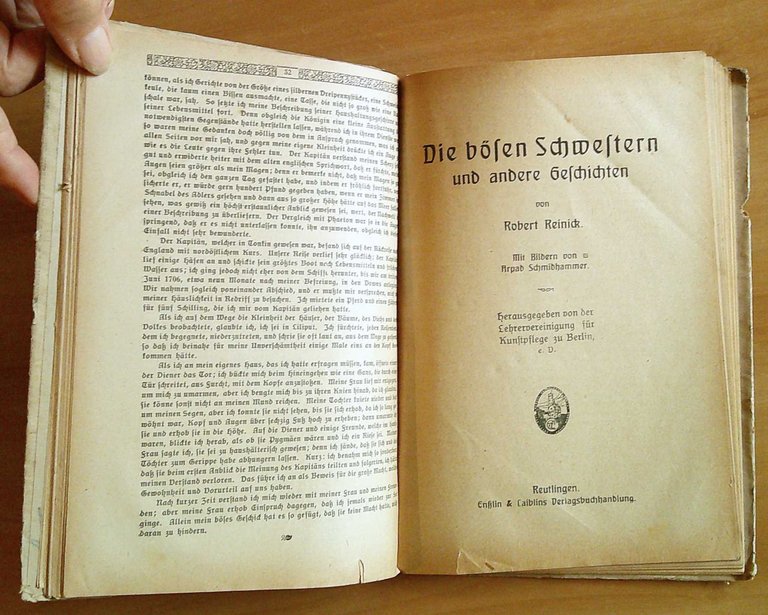 32
können, als ich Gerichte von der Größe eines silbernen Dreipennystückes, eine Schweine-
keule, die kaum einen Bissen ausmachte, eine Tasse, die nicht so groß wie eine Nuß-
schale war, sah. So setzte ich meine Beschreibung seiner Haushaltungsgerätschaften
seiner Lebensmittel fort. Denn obgleich die Königin eine kleine Ausstattung
notwendigsten Gegenstände hatte herstellen lassen, während ich in ihrem Dienste
so waren meine Gedanken doch völlig von dem in Anspruch genommen, was ich
allen Seiten vor mir sah, und gegen meine eigene Kleinheit drückte ich ein Auge
wie es die Leute gegen ihre Fehler tun. Der Kapitän verstand meinen Scherz
gut und erwiderte heiter mit dem alten englischen Sprichwort, daß er fürchte, meine
Augen seien größer als mein Magen; denn er bemerkte nicht, daß mein Magen so
sei, obgleich ich den ganzen Tag gefastet habe, und indem er fröhlich fortfuhr,
sicherte er, er würde gern hundert Pfund gegeben haben, wenn er mein Zimmer
Schnabel des Adlers gesehen und dann aus so großer Höhe hätte auf das Meer fallen
sehen, was gewiß ein höchst erstaunlicher Anblick gewesen sei, wert, der Nachwelt
einer Beschreibung zu überliefern. Der Vergleich mit Phaeton war so in die
springend, daß er es nicht unterlassen konnte, ihn anzuwenden, obgleich ich
Einfall nicht sehr bewunderte.
Der Kapitän, welcher in Tonkin gewesen war, befand sich auf der Rückreise
England mit nordöstlichem Kurs. Unsere Reise verlief sehr glücklich;
lief einige Häfen an und schickte sein größtes Boot nach Lebensmitteln und
Wasser aus; ich ging jedoch nicht eher von dem Schiffe herunter, bis wir am
Juni 1706, etwa neun Monate nach meiner Befreiung, in den Downs
Wir nahmen sogleich voneinander Abschied, und er mußte mir versprechen,
meiner Häuslichkeit in Redriff zu besuchen. Ich mietete ein Pferd und einen
für fünf Schilling, die ich mir vom Kapitän geliehen hatte.
Als ich auf dem Wege die Kleinheit der Häuser, der Bäume, des Viehs und des
Volkes beobachtete, glaubte ich, ich sei in Liliput. Ich fürchtete, jeden Reisenden,
dem ich begegnete, niederzutreten, und schrie sie oft laut an, aus dem Weg zu gehen,
so daß ich beinahe für meine Unverschämtheit einige Male eins an den Kopf be-
kommen hätte.
Als ich an mein eigenes Haus, das ich hatte erfragen müssen, kam, öffnete einer
der Diener das Tor; ich bückte mich beim Hineingehen wie eine Gans, die durch eine
Tür schreitet, aus Furcht, mit dem Kopfe anzustoßen. Meine Frau lief mir entgegen,
um mich zu umarmen, aber ich beugte mich bis zu ihren Knien hinab, da ich glaubte,
sie könne sonst nicht an meinen Mund reichen. Meine Tochter kniete nieder und
um meinen Segen, aber ich konnte sie nicht sehen, bis sie sich erhob, da ich so lange ge-
wöhnt war, Kopf und Augen über sechzig Fuß hoch zu erheben; dann umarmte
sie und erhob sie in die Höhe. Auf die Diener und einige Freunde, welche im Hause
waren, blickte ich herab, als ob sie Pygmäen wären und ich ein Riese sei. Meiner
Frau sagte ich, sie sei zu haushälterisch gewesen; denn ich fände, daß sie sich und
Töchter zum Gerippe habe abhungern lassen. Kurz: ich benahm mich so sonderbar,
daß sie beim ersten Anblick die Meinung des Kapitäns teilten und folgerten, ich
meinen Verstand verloren. Das führe ich an als Beweis für die große Macht, welche
Gewohnheit und Vorurteil auf uns haben.
Nach kurzer Zeit verstand ich mich wieder mit meiner Frau und meinen Freun-
den; aber meine Frau erhob Einspruch dagegen, daß ich jemals wieder zur See
ginge. Allein mein böses Geschick hat es so gefügt, daß sie keine Macht hatte, mich
daran zu hindern.
Die bösen Schwestern
und andere Geschichten
von
Robert Reinick.
Mit Bildern von
Arpad Schmidhammer.
Herausgegeben von der
Lehrervereinigung für
Kunstpflege zu Berlin,
e. V.
Reutlingen.
Enßlin & Laiblins Verlagsbuchhandlung.